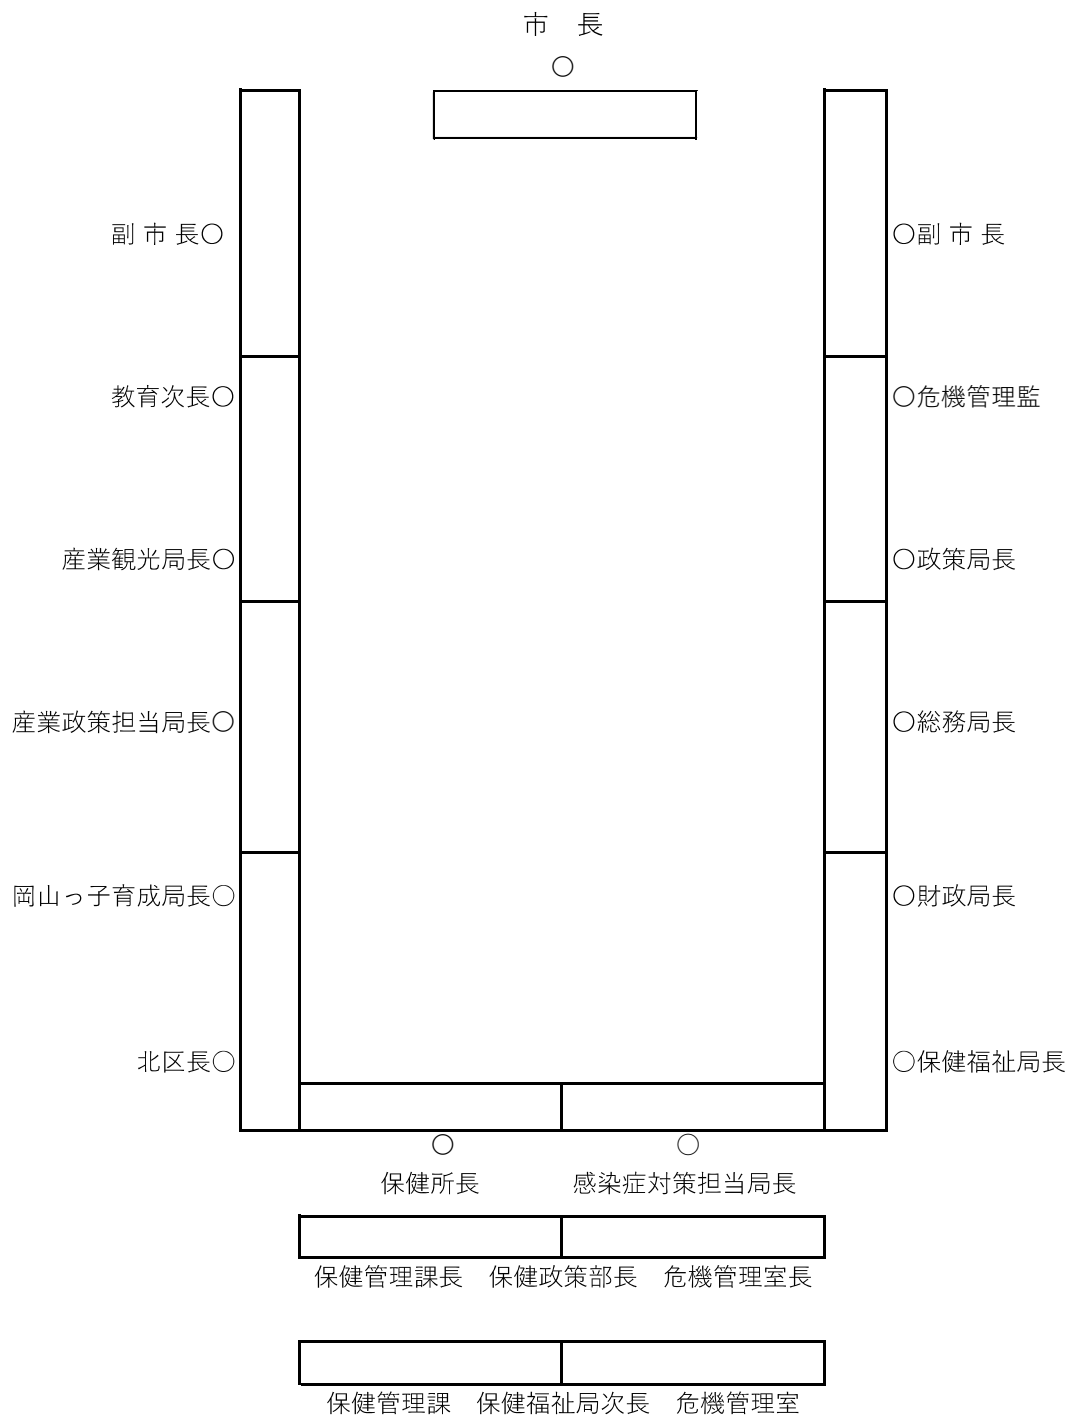 市　長
○
副 市 長○　○副 市 長
教育次長○　○危機管理監
産業観光局長○　○政策局長
産業政策担当局長○　○総務局長
岡山っ子育成局長○　○財政局長
北区長○　○保健福祉局長
○　○
保健所長　感染症対策担当局長
保健管理課長　保健政策部長　危機管理室長
保健管理課　保健福祉局次長　危機管理室